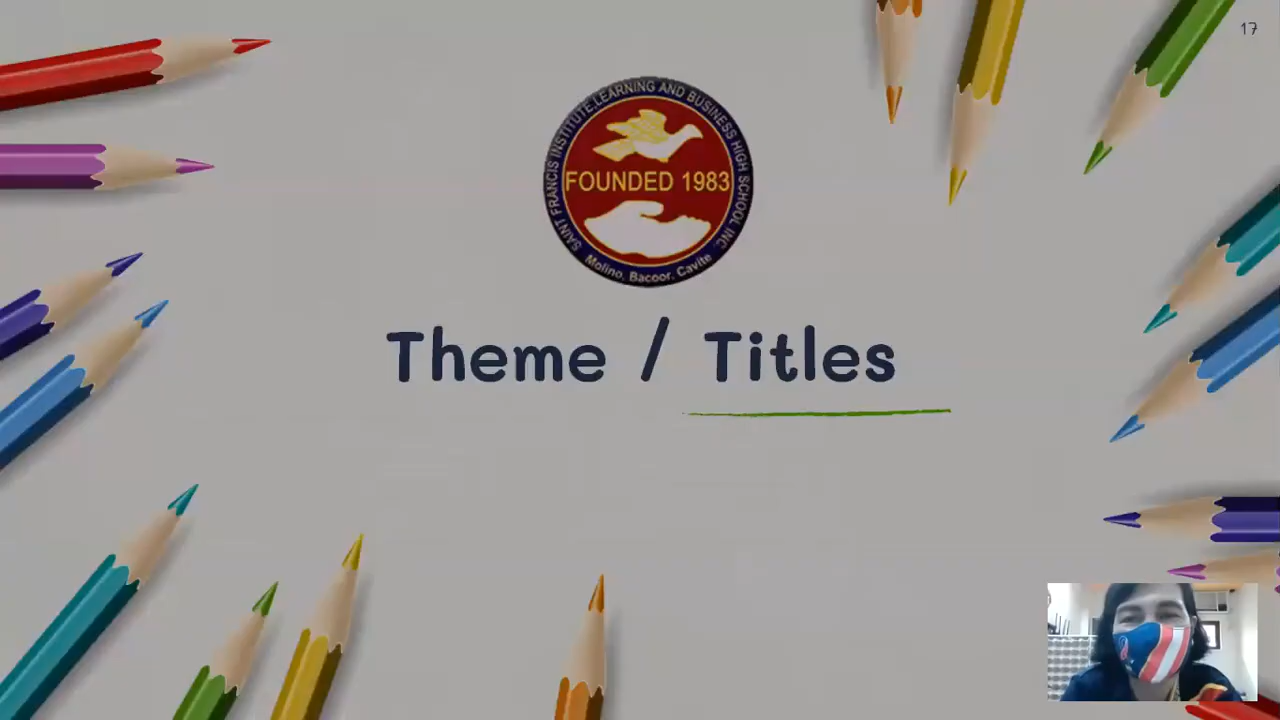 17
SAINT FRANCIS INSTITUTE,LEARNING AND BUSINESS HIGH SCHOOL INC.
FOUNDED 1983
Molino, Bacoor, Cavite
Theme / Titles